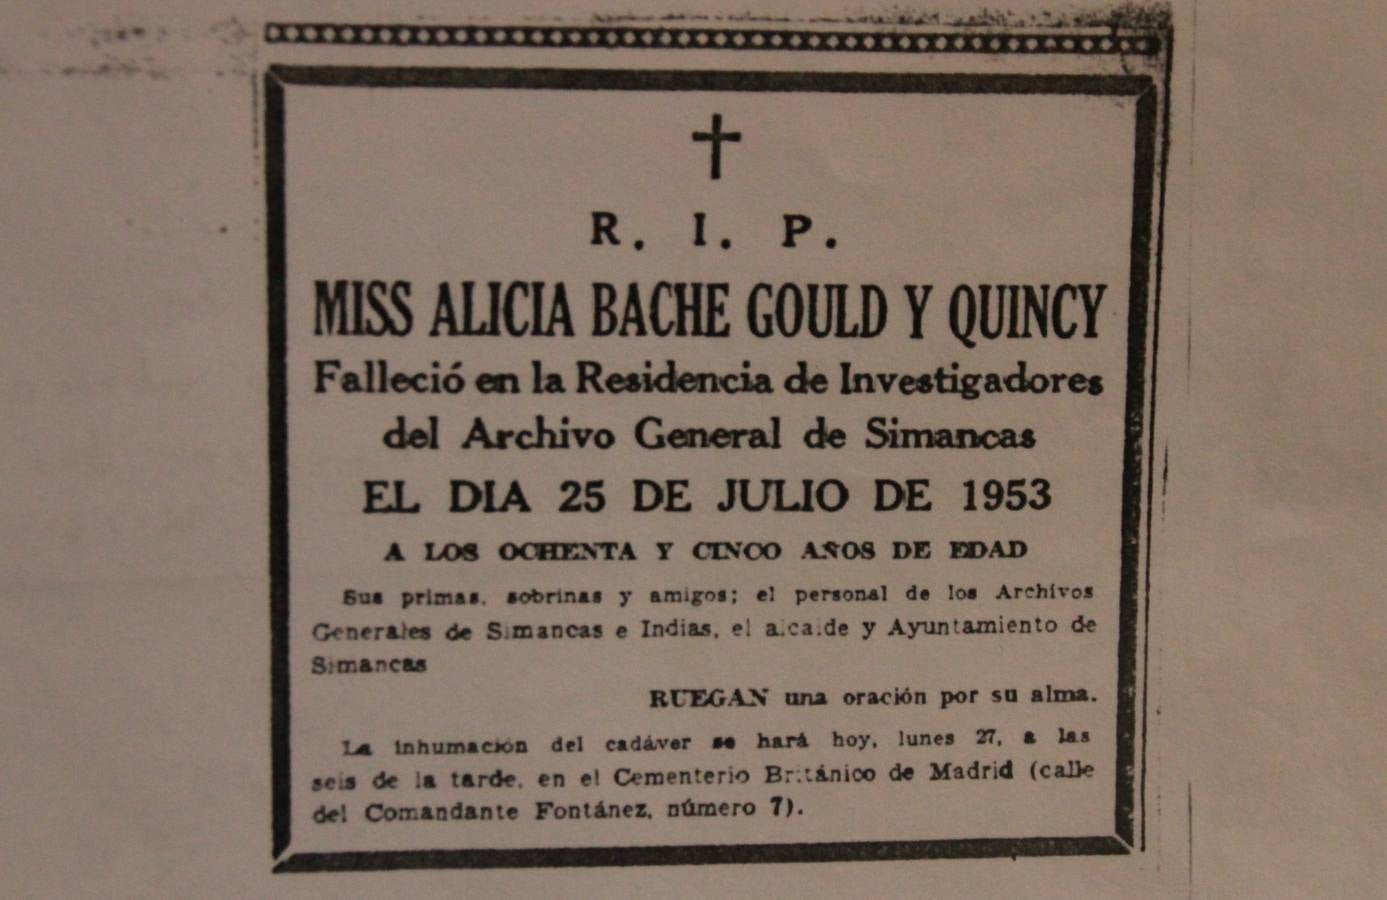 R. I. P.
MISS ALICIA BACHE GOULD Y QUINCY
Falleció en la Residencia de Investigadores
del Archivo General de Simancas
EL DIA 25 DE JULIO DE 1953
A LOS OCHENTA Y CINCO AÑOS DE EDAD
Sus primas, sobrinas y amigos; el personal de los Archivos
Generales de Simancas e Indias, el alcalde y Ayuntamiento de
Simancas
RUEGAN una oración por su alma.
La inhumación del cadáver se hará hoy, lunes 27, a las
seis de la tarde, en el Cementerio Británico de Madrid (calle
del Comandante Fontánez, número 7).